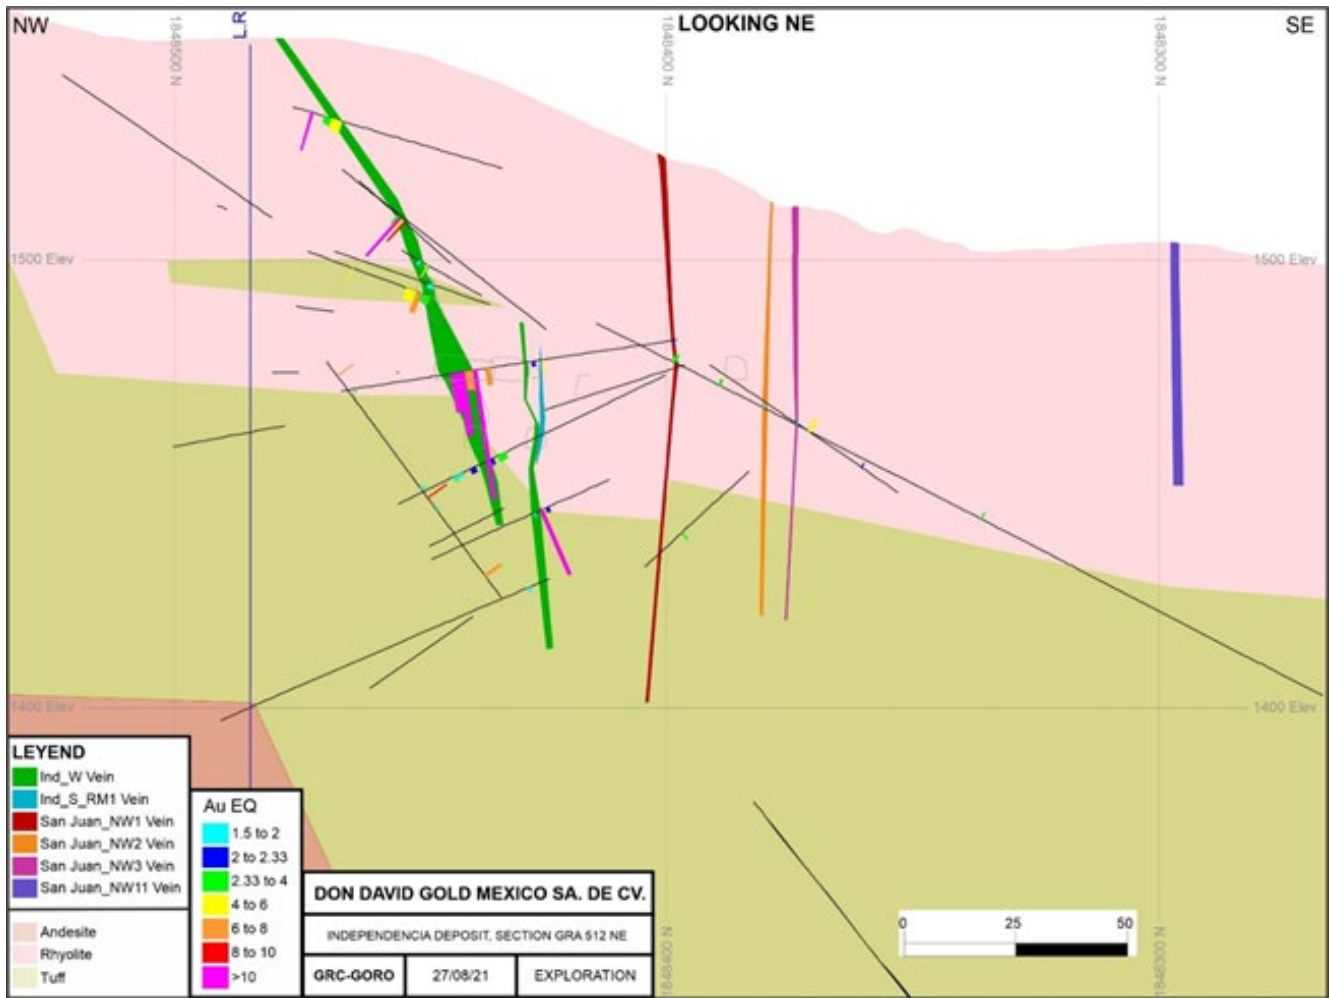 NW
LOOKING NE
SE
1848500 N
L.R
1848400 N
1848300 N
1500 Elev
1500 Elev
1400 Elev
1400 Elev
LEYEND
Ind_W Vein
Ind_S_RM1 Vein
San Juan_NW1 Vein
San Juan_NW2 Vein
San Juan_NW3 Vein
San Juan_NW11 Vein
Andesite
Rhyolite
Tuff
Au EQ
1.5 to 2
2 to 2.33
2.33 to 4
4 to 6
6 to 8
8 to 10
>10
DON DAVID GOLD MEXICO SA. DE CV.
INDEPENDENCIA DEPOSIT, SECTION GRA 512 NE
GRC-GORO 27/08/21 EXPLORATION
0 25 50
1848400 N
1848300 N